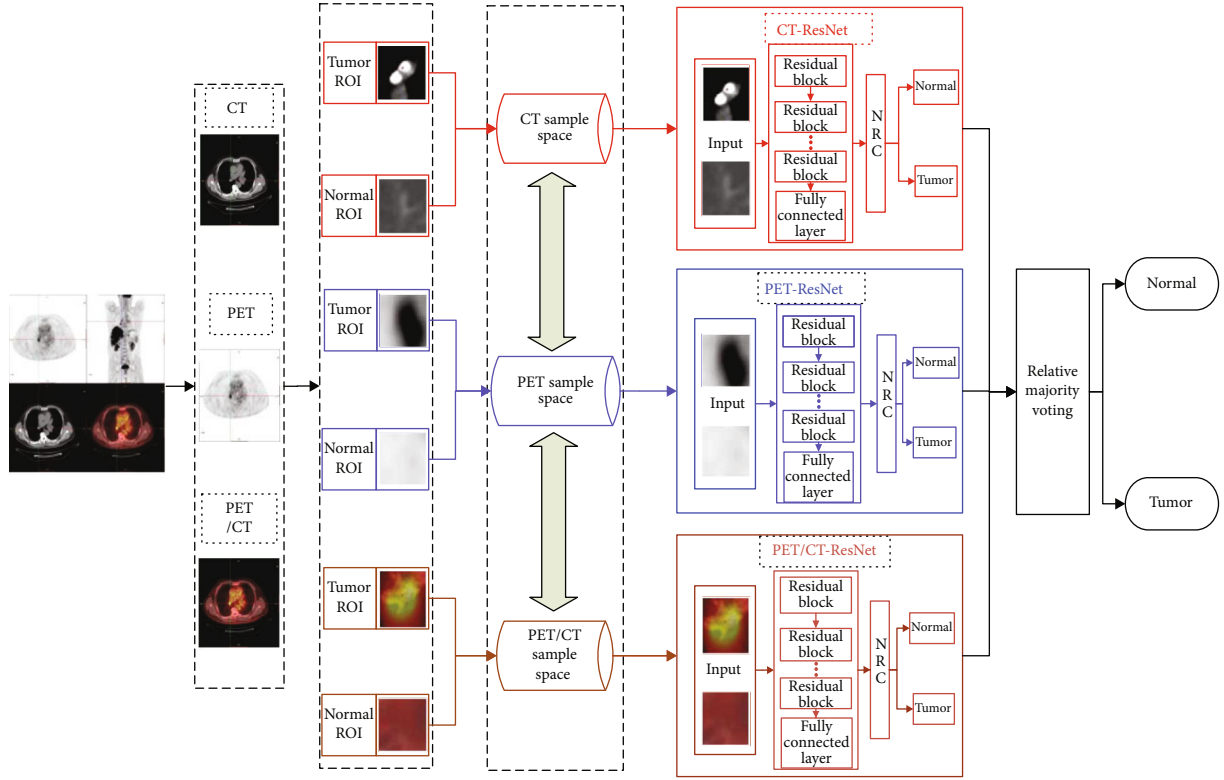 CT
PET
PET
/CT
Tumor
ROI
Normal
ROI
Tumor
ROI
Normal
ROI
Tumor
ROI
Normal
ROI
CT sample
space
PET sample
space
PET/CT
sample
space
CT-ResNet
Input
Residual
block
Residual
block
Residual
block
Fully
connected
layer
N
R
C
Normal
Tumor
PET-ResNet
Input
Residual
block
Residual
block
Residual
block
Fully
connected
layer
N
R
C
Normal
Tumor
PET/CT-ResNet
Input
Residual
block
Residual
block
Residual
block
Fully
connected
layer
N
R
C
Normal
Tumor
Relative
majority
voting
Normal
Tumor